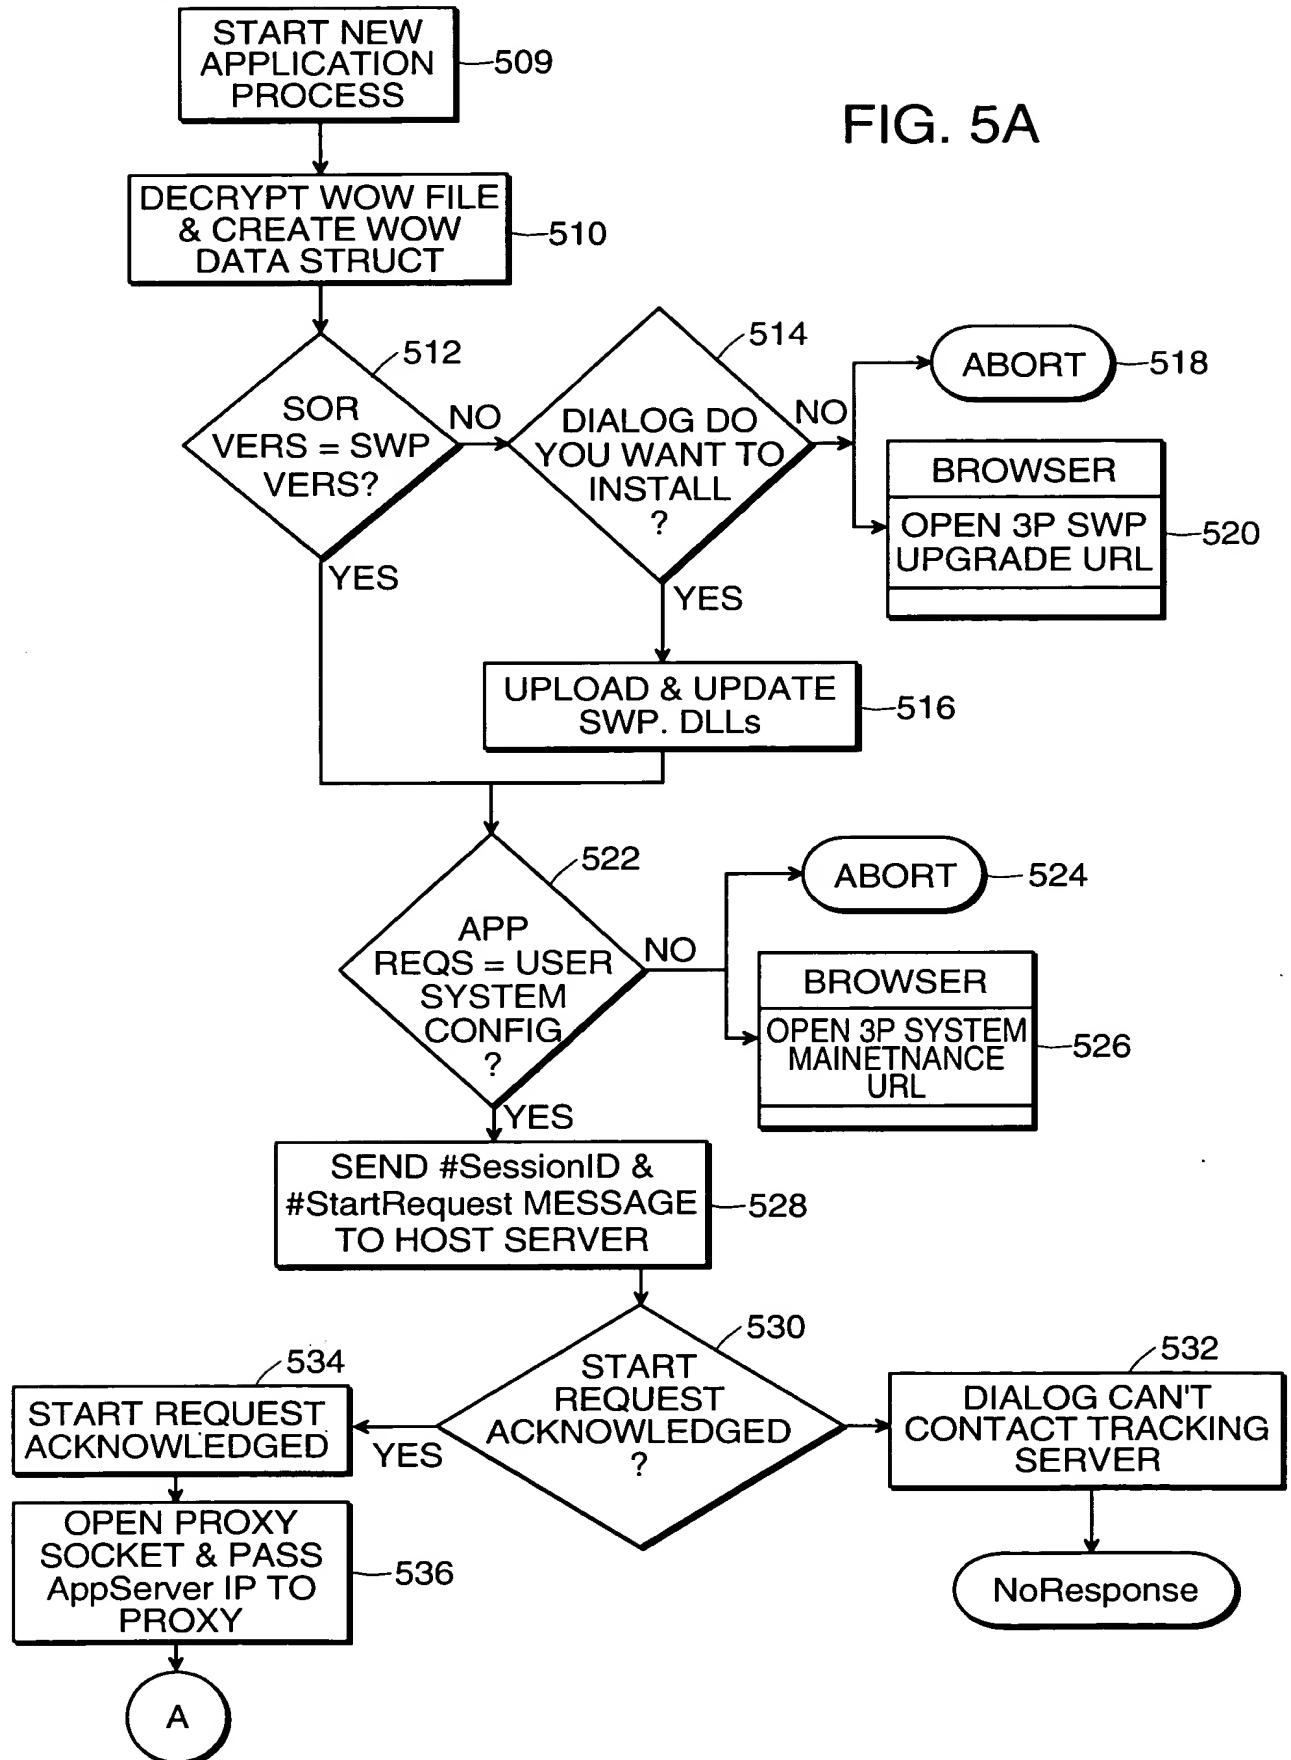 START NEW
APPLICATION
PROCESS
509
FIG. 5A
DECRYPT WOW FILE
& CREATE WOW
DATA STRUCT
510
512
SOR
VERS = SWP
VERS?
NO
YES
514
DIALOG DO
YOU WANT TO
INSTALL
?
NO
YES
ABORT
518
BROWSER
OPEN 3P SWP
UPGRADE URL
520
UPLOAD & UPDATE
SWP. DLLs
516
522
APP
REQS = USER
SYSTEM
CONFIG
?
NO
YES
ABORT
524
BROWSER
OPEN 3P SYSTEM
MAINETNANCE
URL
526
SEND #SessionID &
#StartRequest MESSAGE
TO HOST SERVER
528
530
START
REQUEST
ACKNOWLEDGED
?
YES
532
DIALOG CAN'T
CONTACT TRACKING
SERVER
NoResponse
534
START REQUEST
ACKNOWLEDGED
OPEN PROXY
SOCKET & PASS
AppServer IP TO
PROXY
536
A